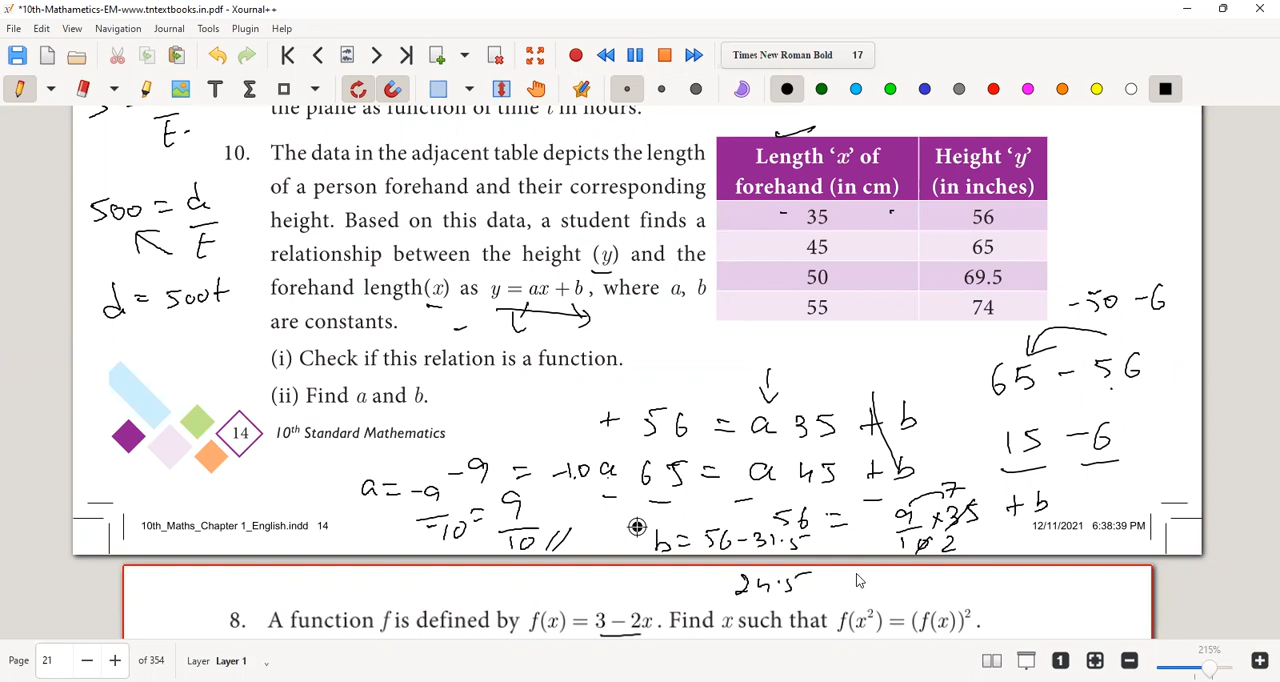 *10th-Mathametics-EM-www.tntextbooks.in.pdf - Xournal++
File Edit View Navigation Journal Tools Plugin Help
Times New Roman Bold 17
the plane as function of time t in hours.
10. The data in the adjacent table depicts the length
of a person forehand and their corresponding
height. Based on this data, a student finds a
relationship between the height (y) and the
forehand length(x) as y = ax + b, where a, b
are constants.
(i) Check if this relation is a function.
(ii) Find a and b.
Length ‘x’ of forehand (in cm) Height ‘y’ (in inches)
35 56
45 65
50 69.5
55 74
500 = d/t
d = 500t
-50 -6
65 - 56
15 -6
+ 56 = a 35 + b
65 = a 45 + b
-9 = -10 a
a = -9/-10 = 9/10 //
56 = 9/10 × 35 + b
7
2
b = 56 - 31.5
24.5
14 10th Standard Mathematics
10th_Maths_Chapter 1_English.indd 14 12/11/2021 6:38:39 PM
8. A function f is defined by f(x) = 3 − 2x. Find x such that f(x²) = (f(x))².
Page 21 of 354 Layer Layer 1 215%